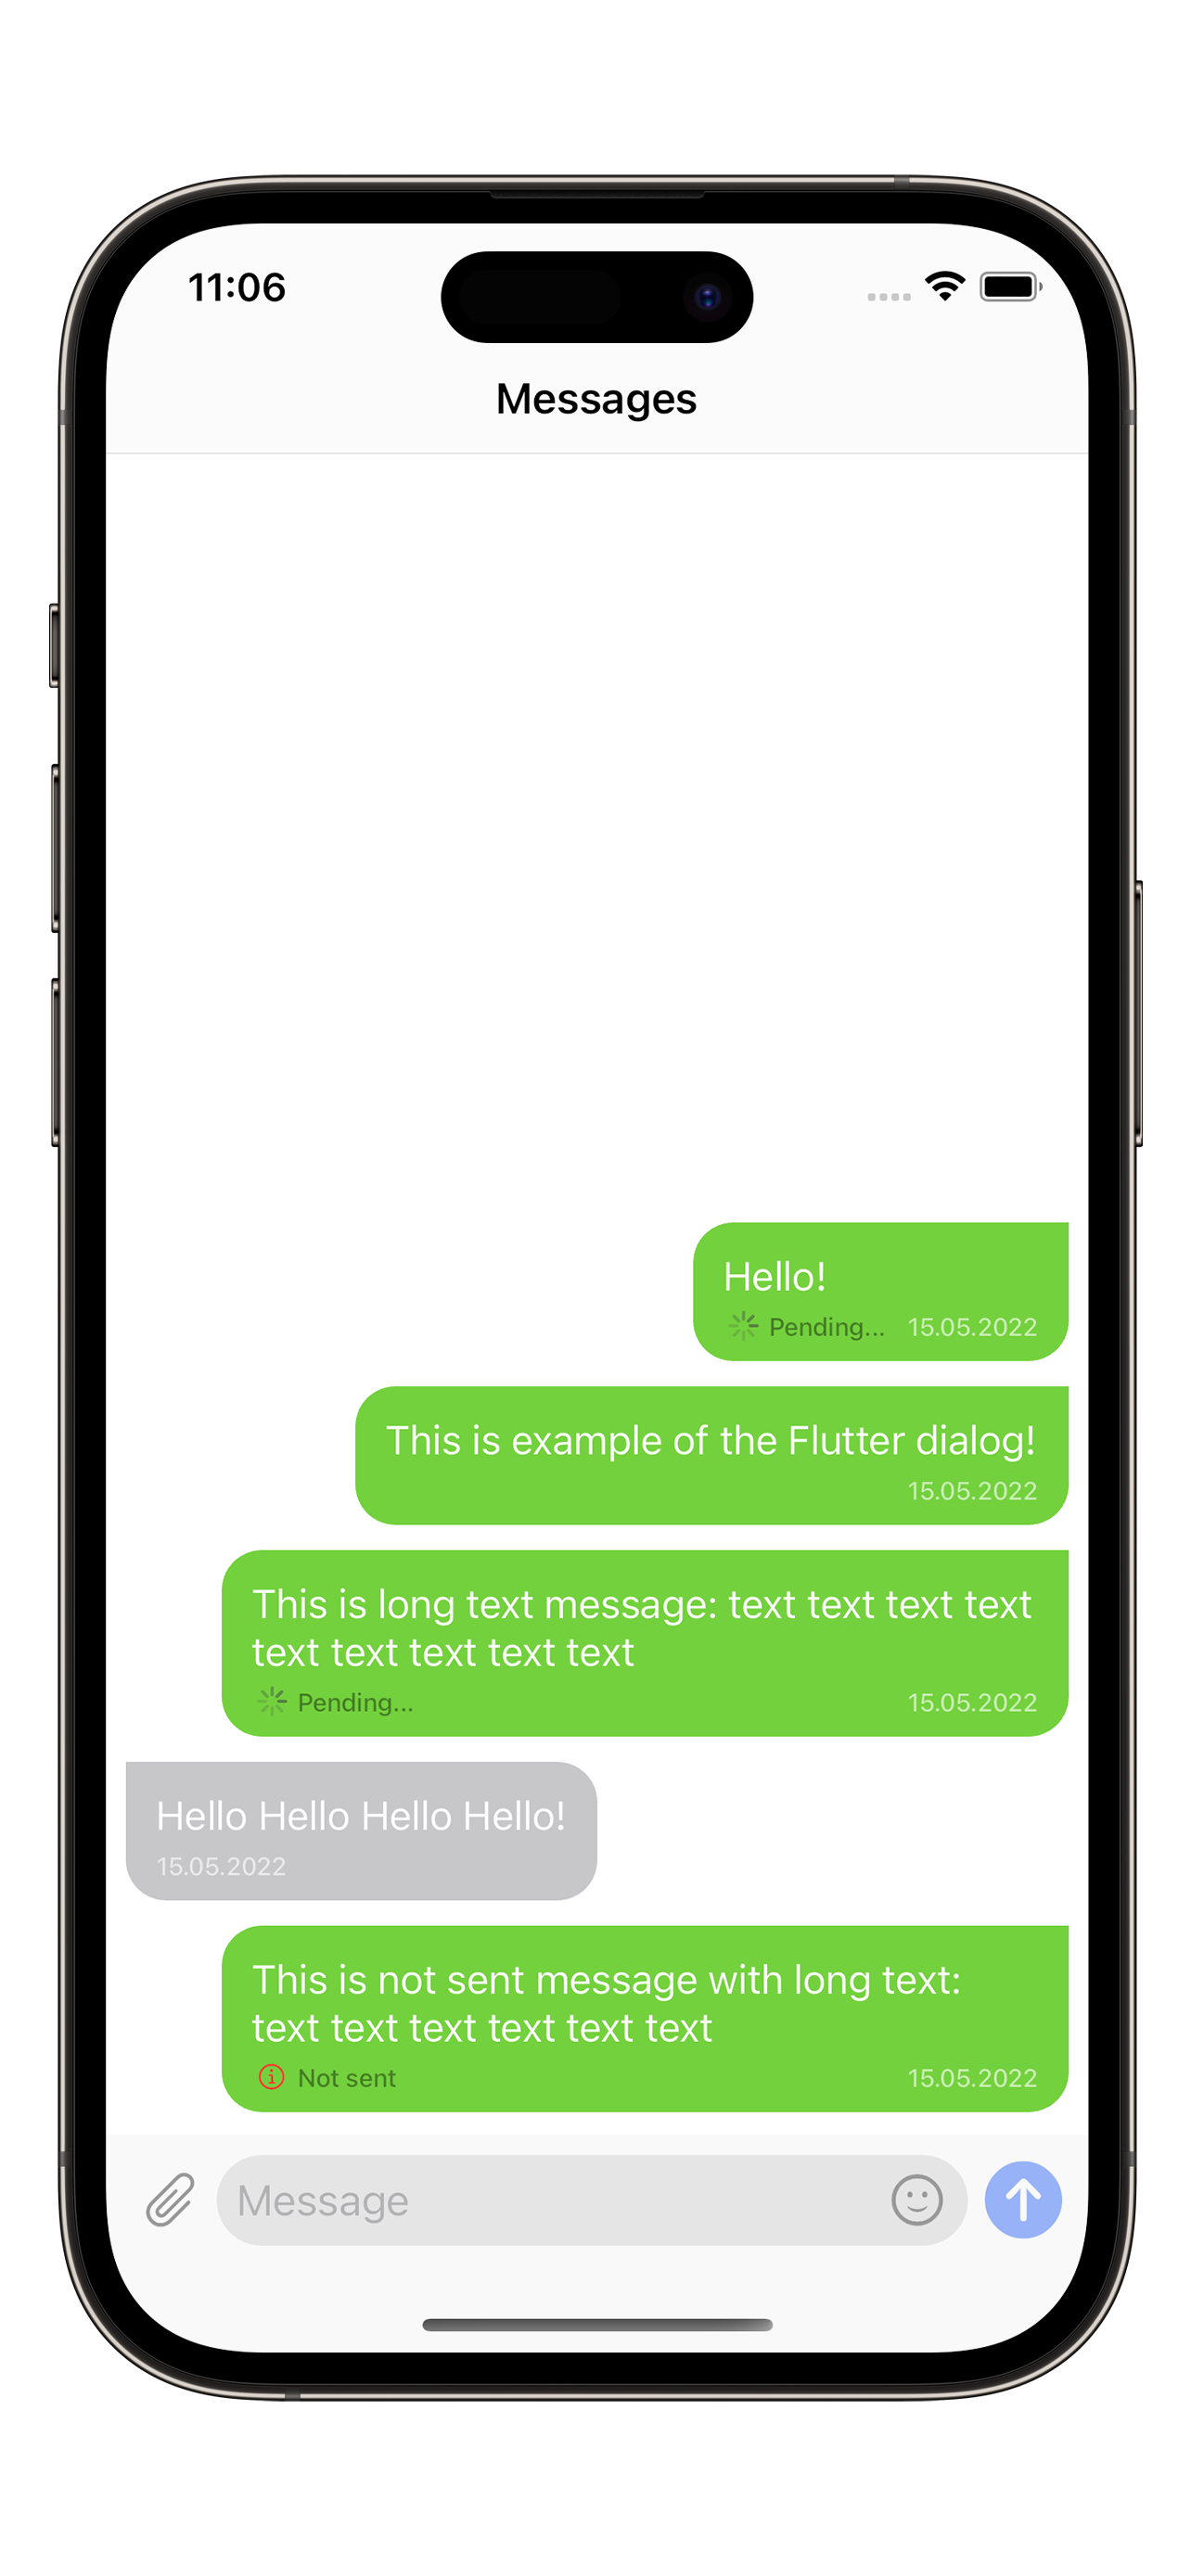 11:06
Messages
Hello!
Pending... 15.05.2022
This is example of the Flutter dialog!
15.05.2022
This is long text message: text text text text
text text text text text
Pending... 15.05.2022
Hello Hello Hello Hello!
15.05.2022
This is not sent message with long text:
text text text text text text
Not sent 15.05.2022
Message